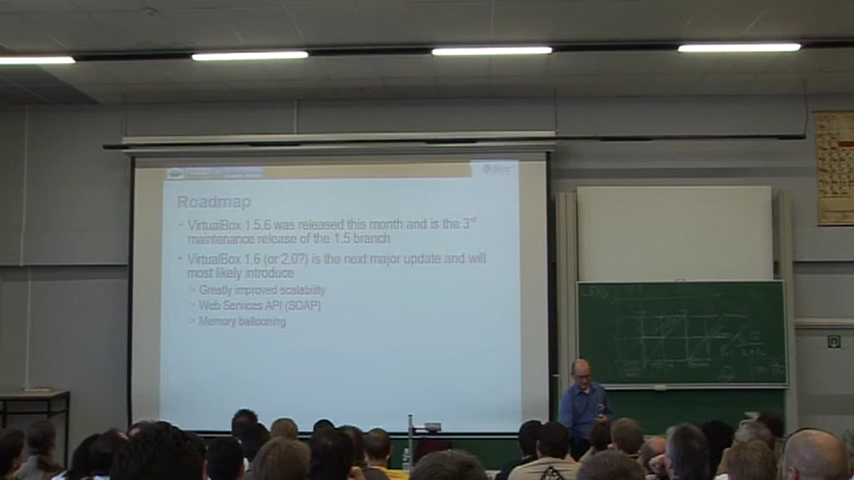 Roadmap
VirtualBox 1.5.6 was released this month and is the 3rd
maintenance release of the 1.5 branch
VirtualBox 1.6 (or 2.0?) is the next major update and will
most likely introduce
> Greatly improved scalability
> Web Services API (SOAP)
> Memory ballooning